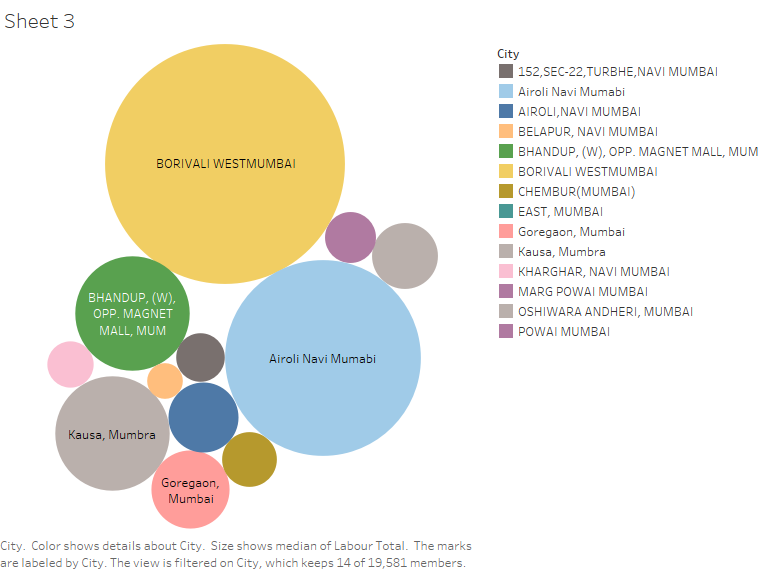 Sheet 3
City
152,SEC-22,TURBHE,NAVI MUMBAI
Airoli Navi Mumabi
AIROLI,NAVI MUMBAI
BELAPUR, NAVI MUMBAI
BHANDUP, (W), OPP. MAGNET MALL, MUM
BORIVALI WESTMUMBAI
CHEMBUR(MUMBAI)
EAST, MUMBAI
Goregaon, Mumbai
Kausa, Mumbra
KHARGHAR, NAVI MUMBAI
MARG POWAI MUMBAI
OSHIWARA ANDHERI, MUMBAI
POWAI MUMBAI
BORIVALI WESTMUMBAI
BHANDUP, (W),
OPP. MAGNET
MALL, MUM
Airoli Navi Mumabi
Kausa, Mumbra
Goregaon,
Mumbai
City.  Color shows details about City.  Size shows median of Labour Total.  The marks
are labeled by City. The view is filtered on City, which keeps 14 of 19,581 members.